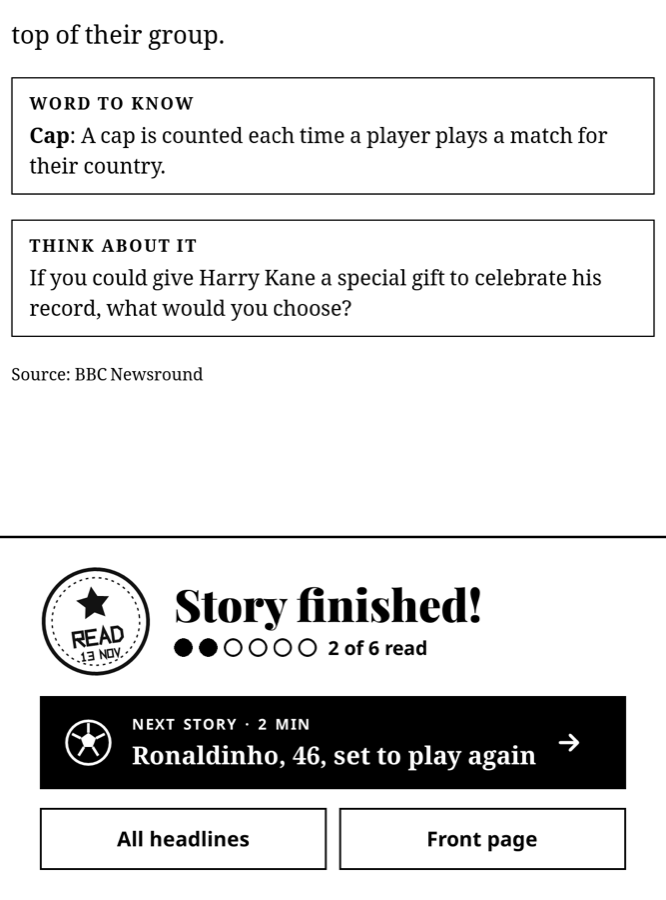 top of their group.
WORD TO KNOW
Cap: A cap is counted each time a player plays a match for
their country.
THINK ABOUT IT
If you could give Harry Kane a special gift to celebrate his
record, what would you choose?
Source: BBC Newsround
READ
13 NOV
Story finished!
2 of 6 read
NEXT STORY · 2 MIN
Ronaldinho, 46, set to play again
All headlines
Front page